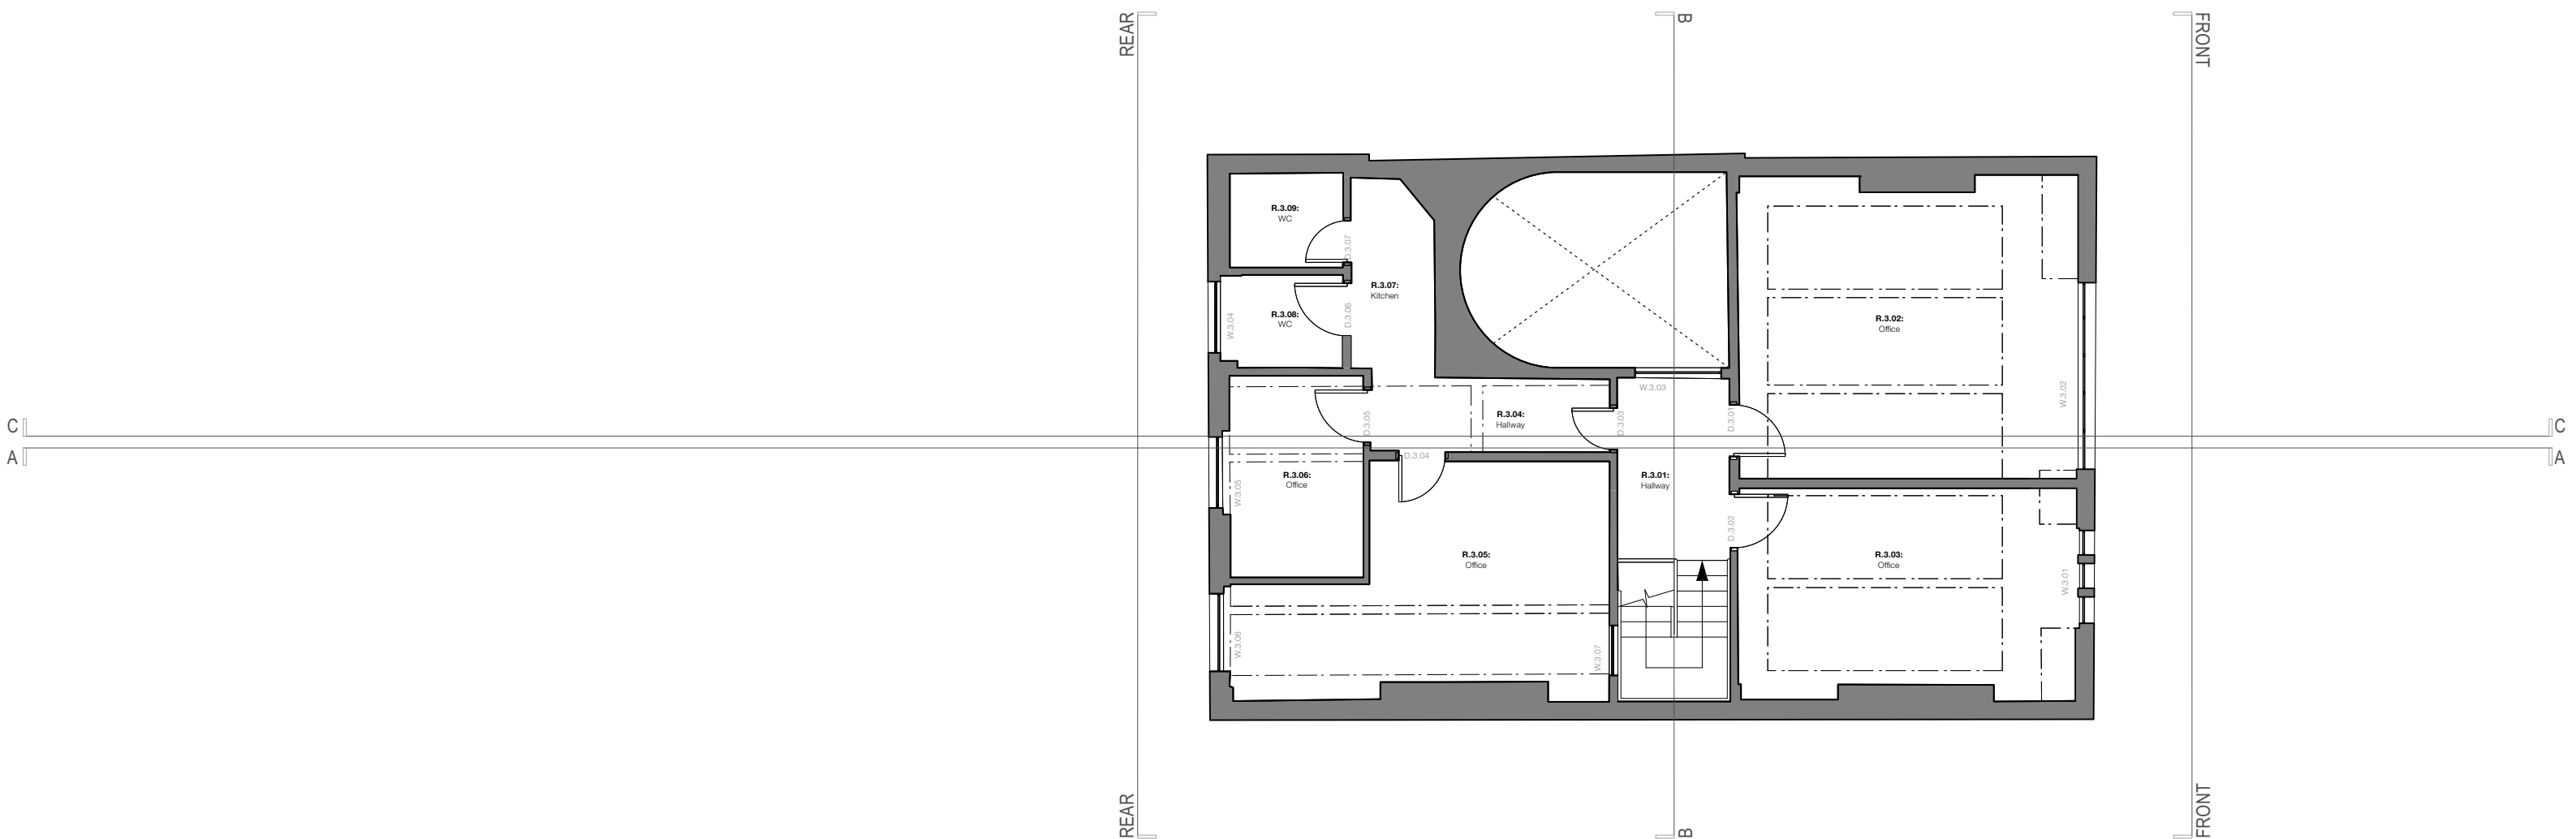 REAR
B
FRONT
R.3.09:
WC
D.3.07
R.3.07:
Kitchen
R.3.08:
WC
W.3.04
D.3.06
R.3.02:
Office
W.3.02
W.3.03
R.3.04:
Hallway
D.3.05
D.3.03
D.3.01
C
C
A
A
D.3.04
R.3.06:
Office
W.3.05
R.3.01:
Hallway
D.3.02
R.3.05:
Office
R.3.03:
Office
W.3.01
W.3.06
W.3.07
REAR
B
FRONT